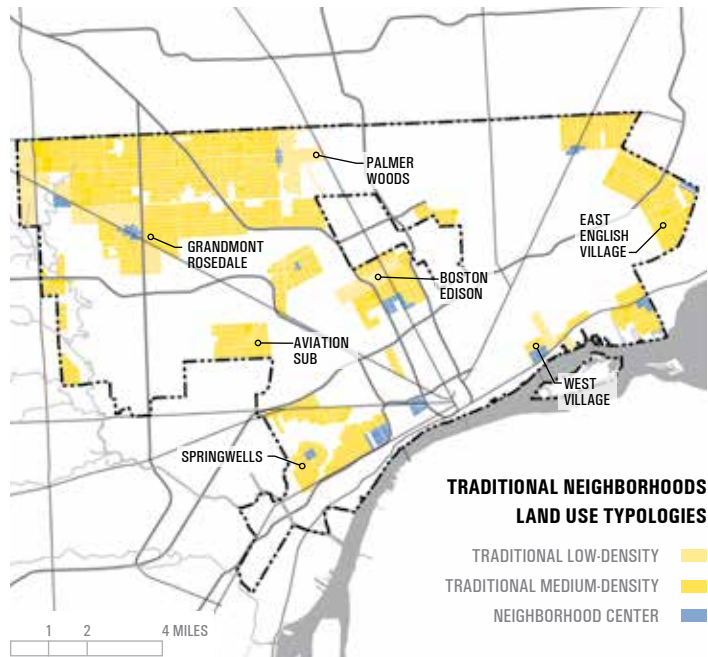 PALMER
WOODS
EAST
ENGLISH
VILLAGE
GRANDMONT
ROSEDALE
BOSTON
EDISON
AVIATION
SUB
WEST
VILLAGE
SPRINGWELLS
TRADITIONAL NEIGHBORHOODS
LAND USE TYPOLOGIES
TRADITIONAL LOW-DENSITY
TRADITIONAL MEDIUM-DENSITY
NEIGHBORHOOD CENTER
1 2 4 MILES